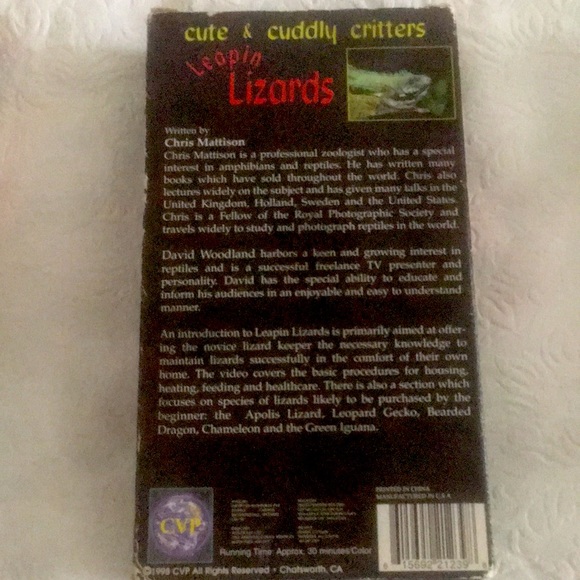 cute & cuddly critters
Leapin
Lizards
Written by
Chris Mattison
Chris Mattison is a professional zoologist who has a special
interest in amphibians and reptiles. He has written many
books which have sold throughout the world. Chris also
lectures widely on the subject and has given many talks in the
United Kingdom, Holland, Sweden and the United States.
Chris is a Fellow of the Royal Photographic Society and
travels widely to study and photograph reptiles in the world.
David Woodland harbors a keen and growing interest in
reptiles and is a successful freelance TV presenter and
personality. David has the special ability to educate and
inform his audiences in an enjoyable and easy to understand
manner.
An introduction to Leapin Lizards is primarily aimed at offer-
ing the novice lizard keeper the necessary knowledge to
maintain lizards successfully in the comfort of their own
home. The video covers the basic procedures for housing,
heating, feeding and healthcare. There is also a section which
focuses on species of lizards likely to be purchased by the
beginner: the Apolis Lizard, Leopard Gecko, Bearded
Dragon, Chameleon and the Green Iguana.
PRINTED IN CHINA
MANUFACTURED IN U.S.A
CVP
Running Time: Approx. 30 minutes/Color
©1998 CVP All Rights Reserved • Chatsworth, CA